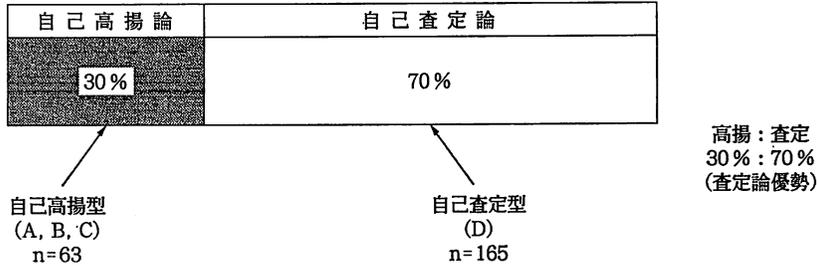 自己高揚論
自己査定論
30%
70%
高揚：査定
30%：70%
(査定論優勢)
自己高揚型
(A, B, C)
n=63
自己査定型
(D)
n=165